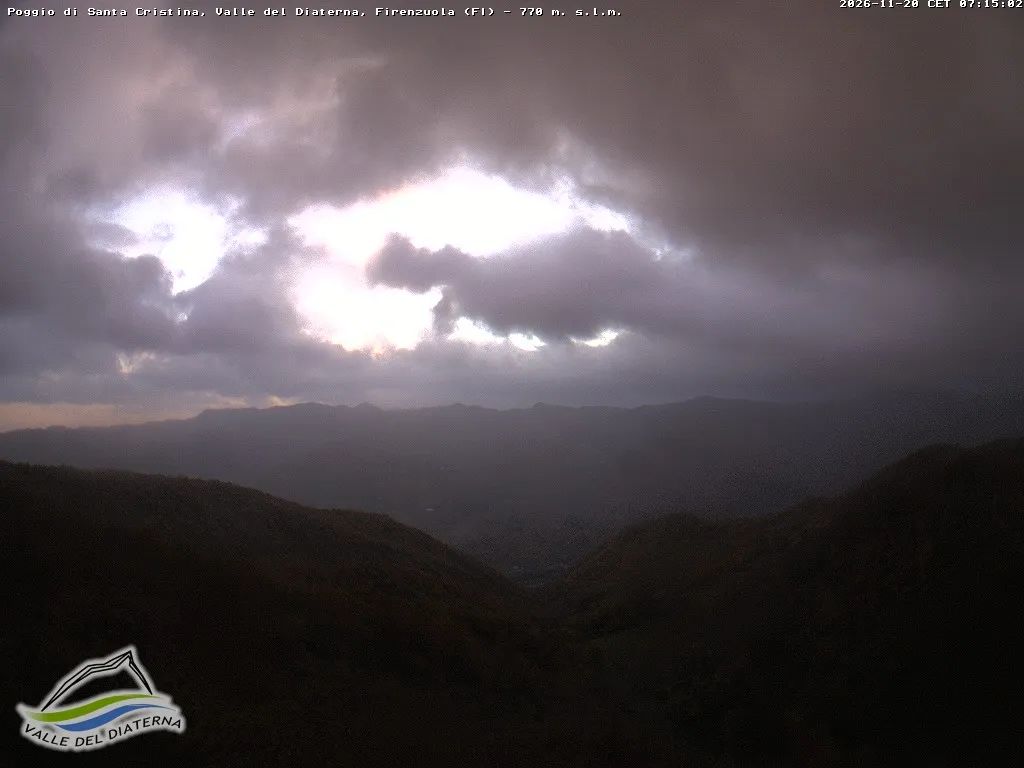 Poggio di Santa Cristina, Valle del Diaterna, Firenzuola (FI) - 770 m. s.l.m.
2026-11-20 CET 07:15:02
VALLE DEL DIATERNA